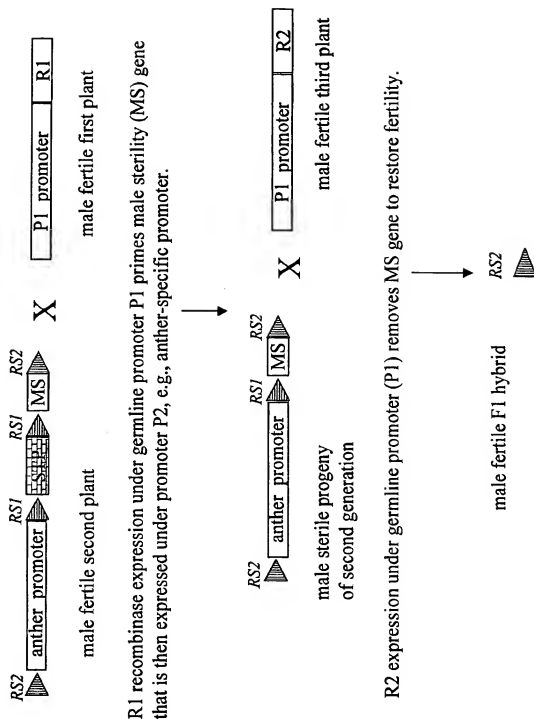 RS2 RS1 RS1 RS2
anther promoter STP MS X P1 promoter R1
male fertile second plant male fertile first plant
R1 recombinase expression under germline promoter P1 primes male sterility (MS) gene
that is then expressed under promoter P2, e.g., anther-specific promoter.
RS2 RS1 RS2
anther promoter MS X P1 promoter R2
male sterile progeny male fertile third plant
of second generation
R2 expression under germline promoter (P1) removes MS gene to restore fertility.
RS2
male fertile F1 hybrid